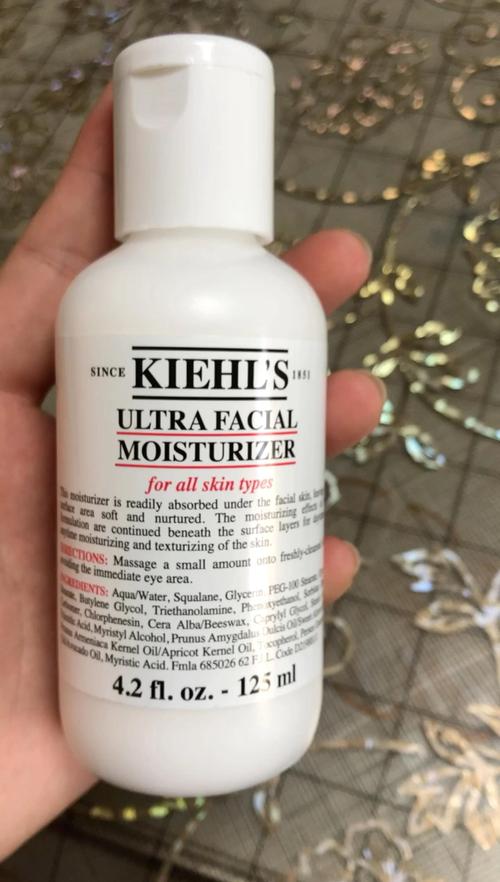 SINCE KIEHL'S 1851
ULTRA FACIAL
MOISTURIZER
for all skin types
This moisturizer is readily absorbed under the facial skin,
surface area soft and nurtured. The moisturizing effects
formulation are continued beneath the surface layers for
moisturizing and texturizing of the skin.
DIRECTIONS: Massage a small amount onto
the immediate eye area.
INGREDIENTS: Aqua/Water, Squalane, Glycerin, PEG-100
Butylene Glycol, Triethanolamine, Phenoxyethanol,
Chlorphenesin, Cera Alba/Beeswax, Caprylyl Glycol,
Acid, Myristyl Alcohol, Prunus Amygdalus Dulcis Oil/Sweet
Armeniaca Kernel Oil/Apricot Kernel Oil, Tocopherol,
Avocado Oil, Myristic Acid. Fmla 685026 62 F.I.L. Code
4.2 fl. oz. - 125 ml